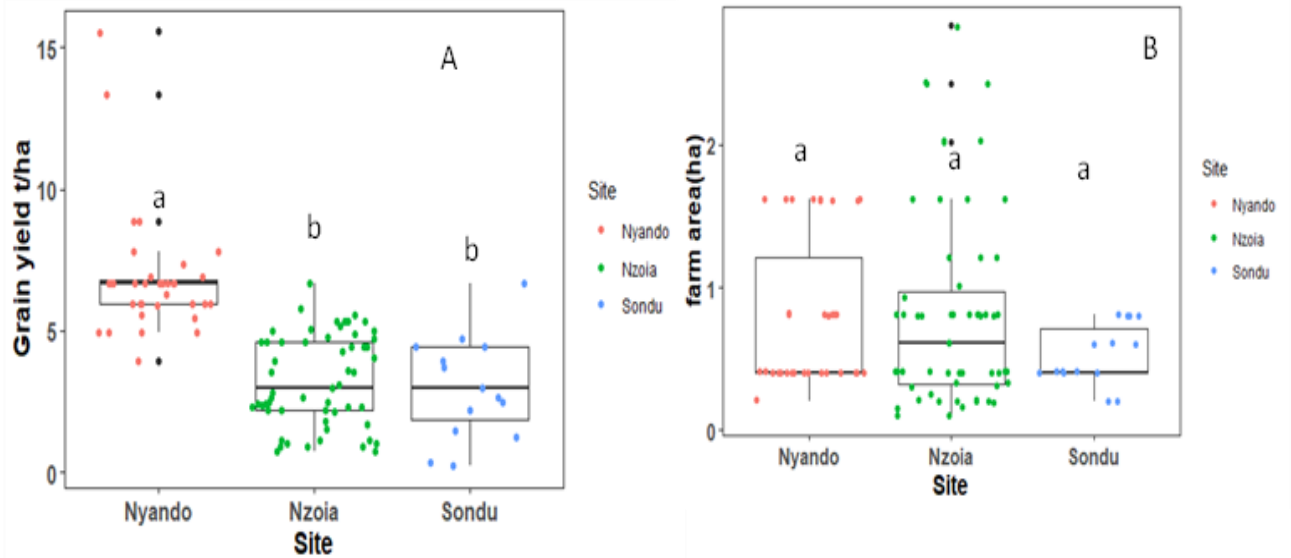 A
Grain yield t/ha
15
10
5
0
a
b
b
Nyando
Nzoia
Sondu
Site
Site
Nyando
Nzoia
Sondu
B
farm area(ha)
2
1
0
a
a
a
Nyando
Nzoia
Sondu
Site
Site
Nyando
Nzoia
Sondu